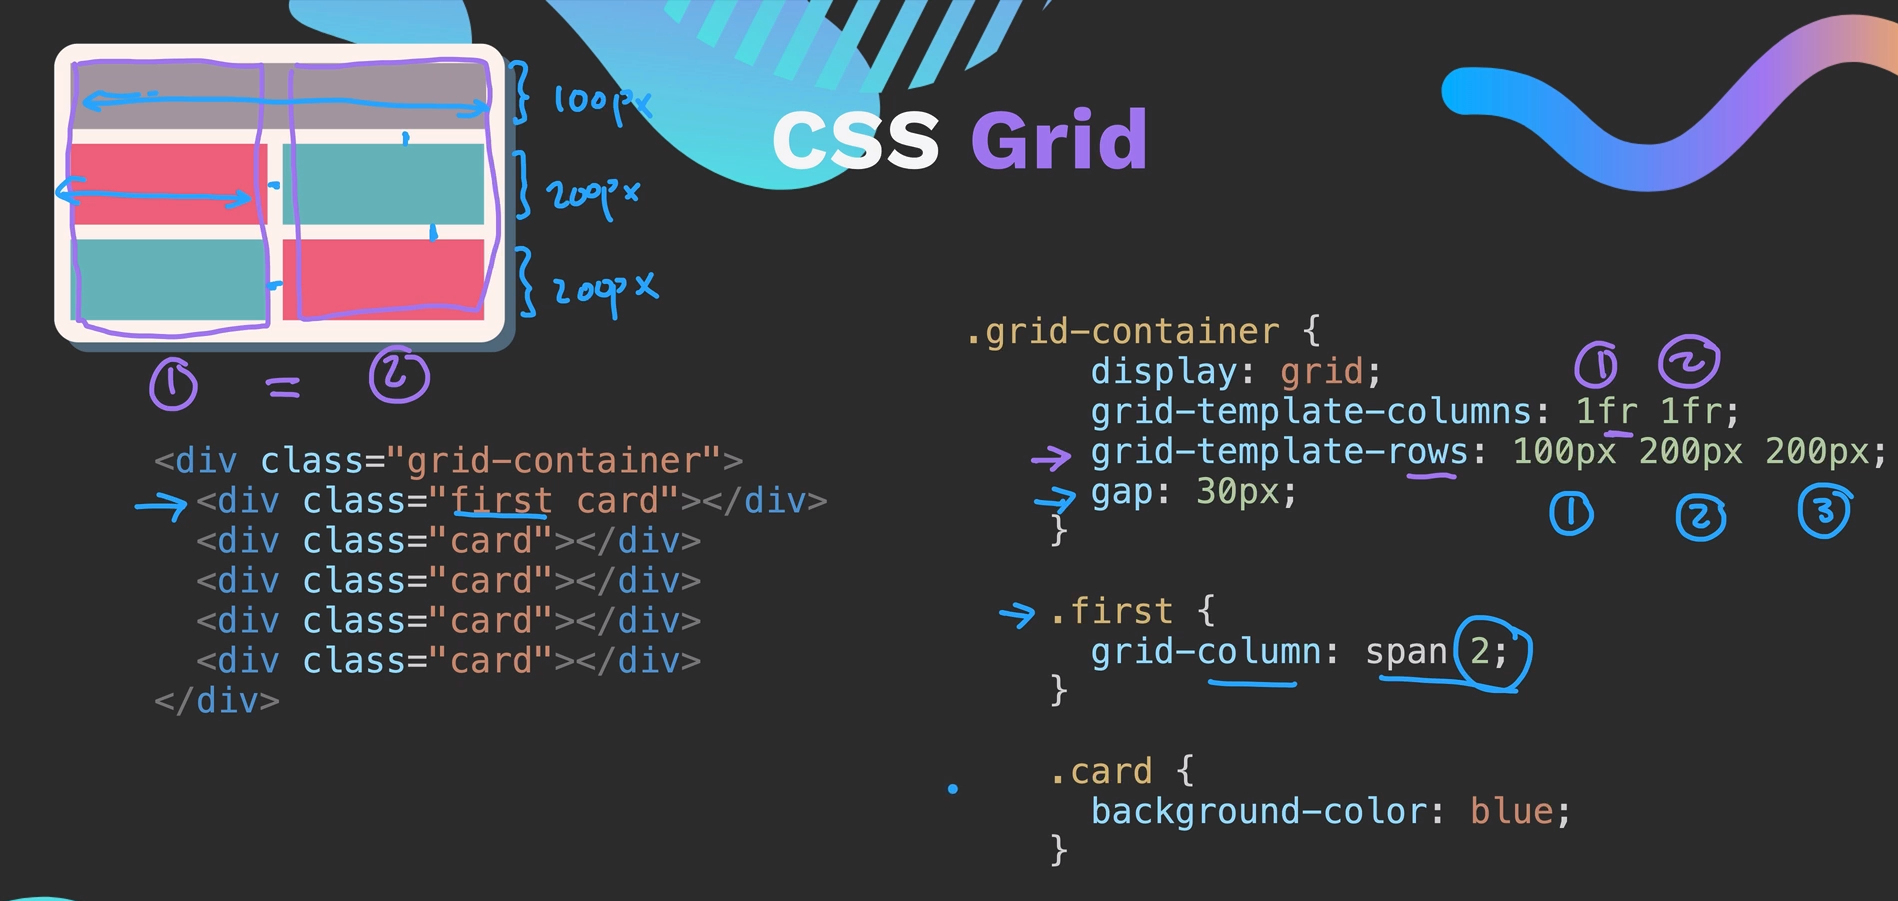 CSS Grid
100px
200px
200px
1 = 2
<div class="grid-container">
<div class="first card"></div>
<div class="card"></div>
<div class="card"></div>
<div class="card"></div>
<div class="card"></div>
</div>
.grid-container {
display: grid;
1 2
grid-template-columns: 1fr 1fr;
grid-template-rows: 100px 200px 200px;
gap: 30px;
1 2 3
}
.first {
grid-column: span 2;
}
.card {
background-color: blue;
}